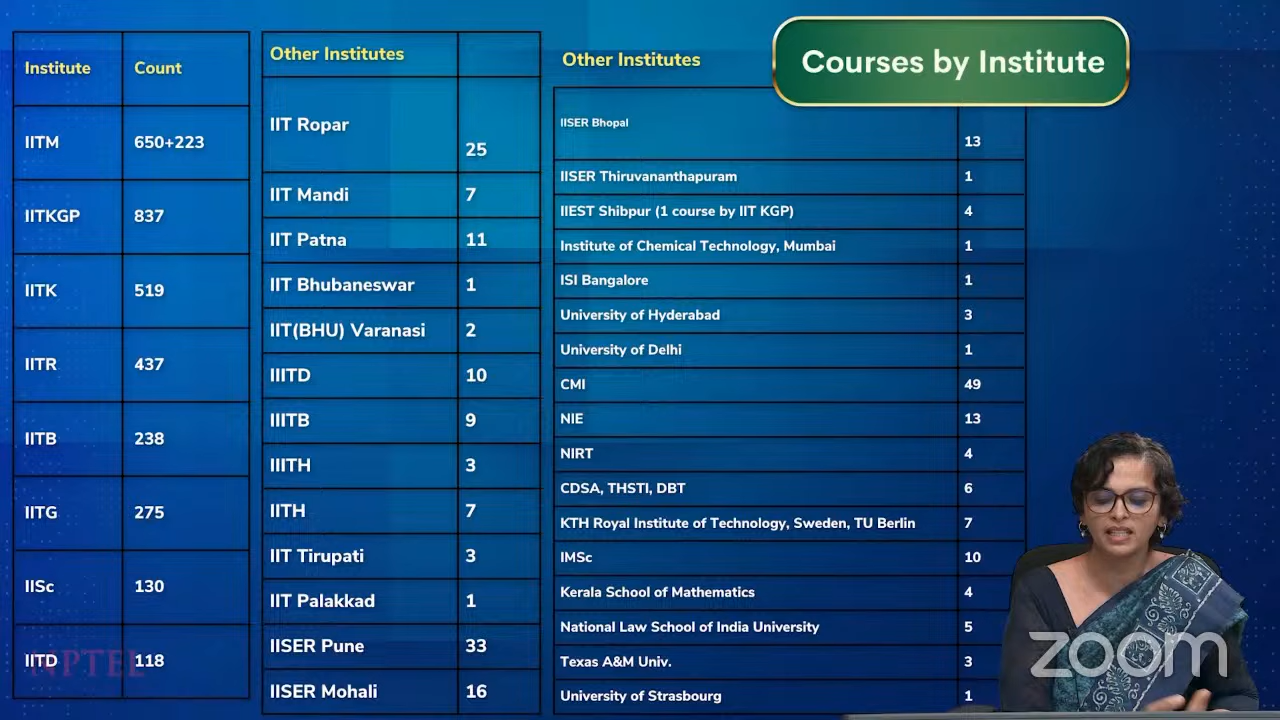 Courses by Institute
Institute Count
IITM 650+223
IITKGP 837
IITK 519
IITR 437
IITB 238
IITG 275
IISc 130
IITD 118
NPTEL
Other Institutes
IIT Ropar 25
IIT Mandi 7
IIT Patna 11
IIT Bhubaneswar 1
IIT(BHU) Varanasi 2
IIITD 10
IIITB 9
IIITH 3
IITH 7
IIT Tirupati 3
IIT Palakkad 1
IISER Pune 33
IISER Mohali 16
Other Institutes
IISER Bhopal 13
IISER Thiruvananthapuram 1
IIEST Shibpur (1 course by IIT KGP) 4
Institute of Chemical Technology, Mumbai 1
ISI Bangalore 1
University of Hyderabad 3
University of Delhi 1
CMI 49
NIE 13
NIRT 4
CDSA, THSTI, DBT 6
KTH Royal Institute of Technology, Sweden, TU Berlin 7
IMSc 10
Kerala School of Mathematics 4
National Law School of India University 5
Texas A&M Univ. 3
University of Strasbourg 1
zoom